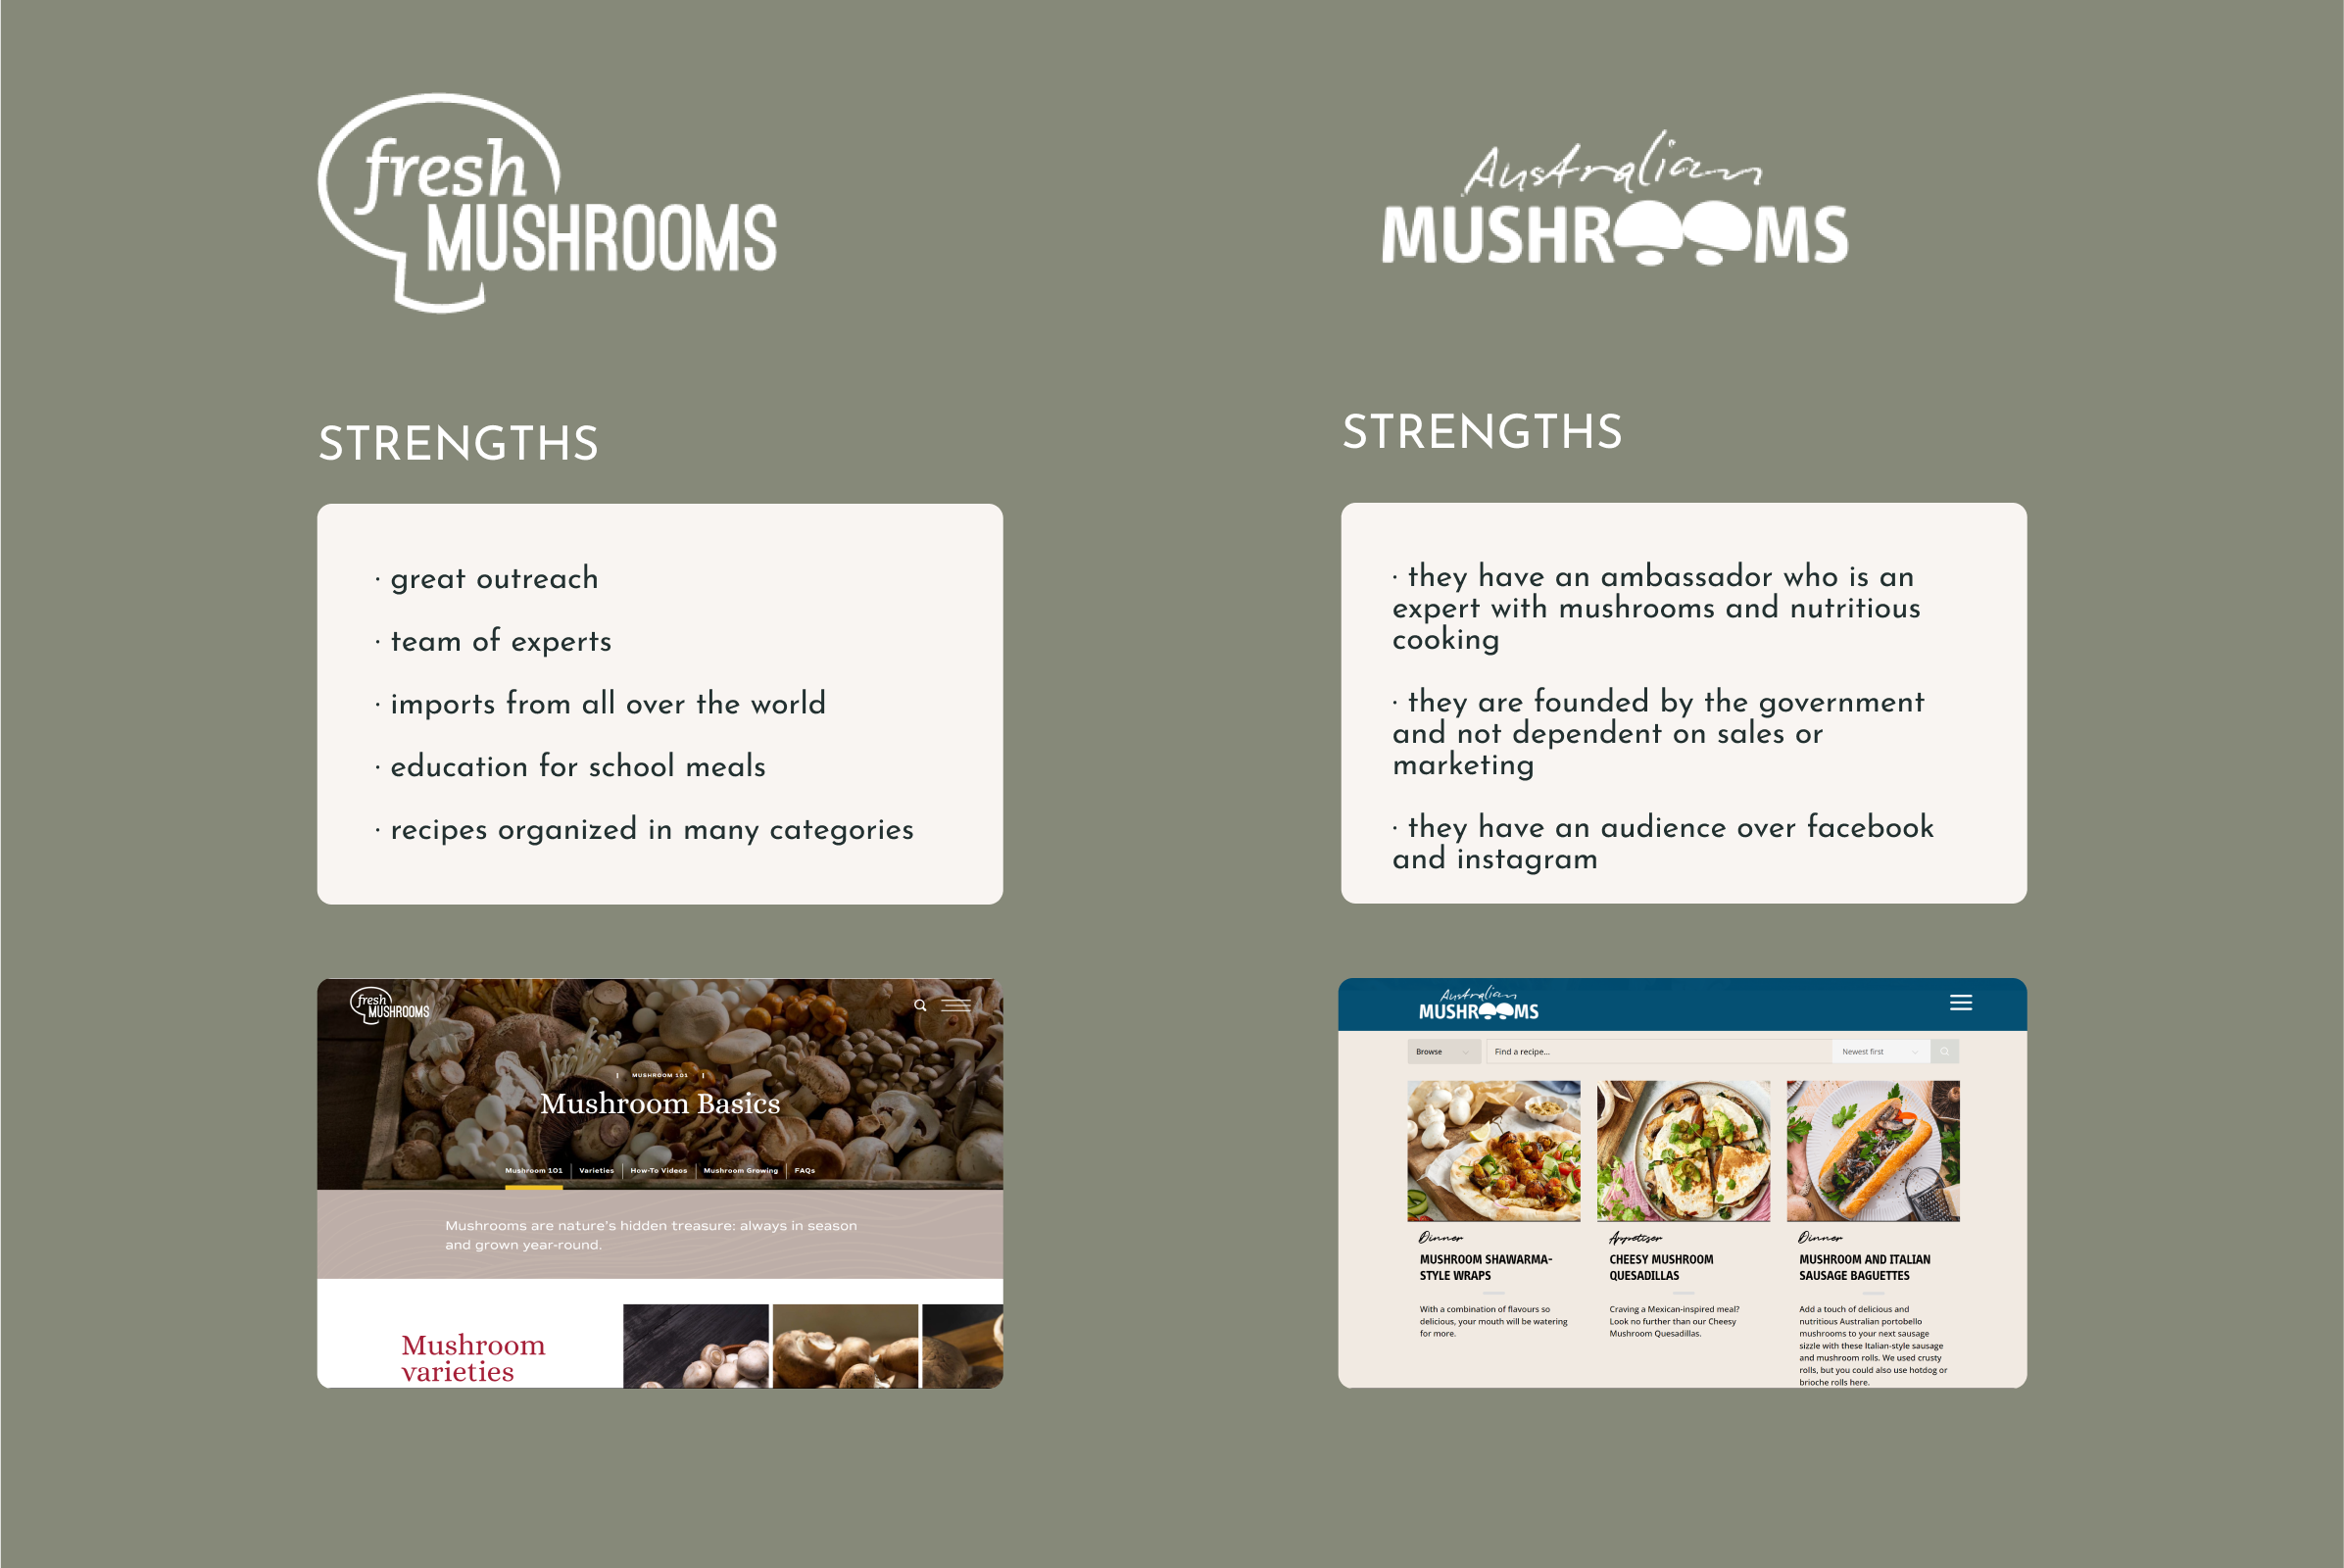 fresh
MUSHROOMS
STRENGTHS
· great outreach
· team of experts
· imports from all over the world
· education for school meals
· recipes organized in many categories
fresh
MUSHROOMS
MUSHROOM 101
Mushroom Basics
Mushroom 101 | Varieties | How-To Videos | Mushroom Growing | FAQs
Mushrooms are nature's hidden treasure: always in season
and grown year-round.
Mushroom
varieties
Australian
MUSHROOMS
STRENGTHS
· they have an ambassador who is an
expert with mushrooms and nutritious
cooking
· they are founded by the government
and not dependent on sales or
marketing
· they have an audience over facebook
and instagram
Australian
MUSHROOMS
Browse
Find a recipe...
Newest first
Dinner
MUSHROOM SHAWARMA-
STYLE WRAPS
With a combination of flavours so
delicious, your mouth will be watering
for more.
Appetiser
CHEESY MUSHROOM
QUESADILLAS
Craving a Mexican-inspired meal?
Look no further than our Cheesy
Mushroom Quesadillas.
Dinner
MUSHROOM AND ITALIAN
SAUSAGE BAGUETTES
Add a touch of delicious and
nutritious Australian portobello
mushrooms to your next sausage
sizzle with these Italian-style sausage
and mushroom rolls. We used crusty
rolls, but you could also use hotdog or
brioche rolls here.